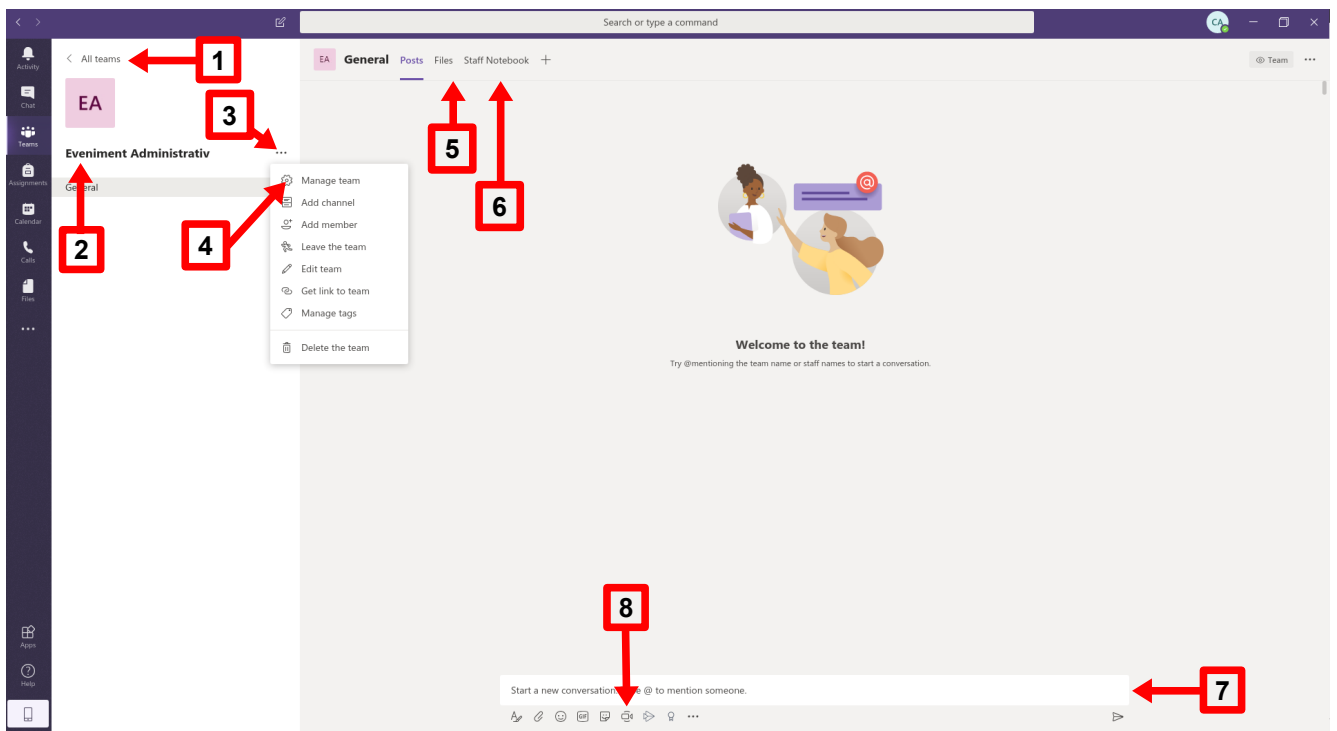 Search or type a command
CA
Activity
Chat
Teams
Assignments
Calendar
Calls
Files
Apps
Help
All teams
1
EA
3
Eveniment Administrativ
General
2
4
Manage team
Add channel
Add member
Leave the team
Edit team
Get link to team
Manage tags
Delete the team
EA General Posts Files Staff Notebook
Team
5
6
@
Welcome to the team!
Try @mentioning the team name or staff names to start a conversation.
8
Start a new conversation. @ to mention someone.
7
GIF